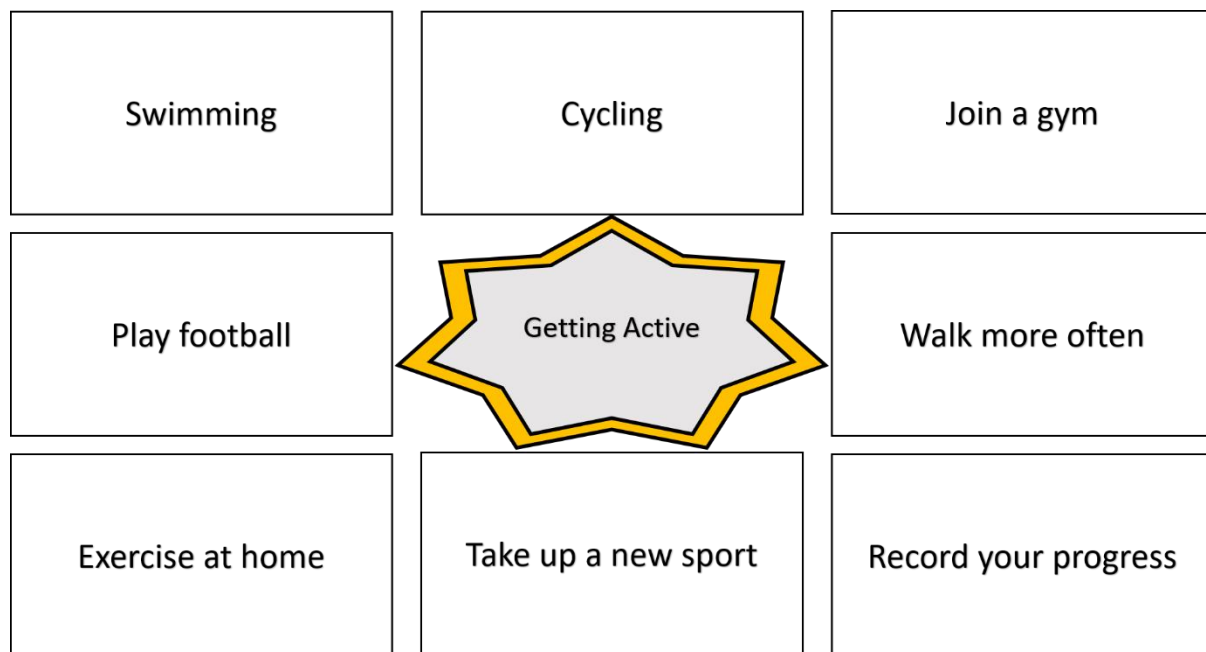 Swimming
Cycling
Join a gym
Play football
Getting Active
Walk more often
Exercise at home
Take up a new sport
Record your progress